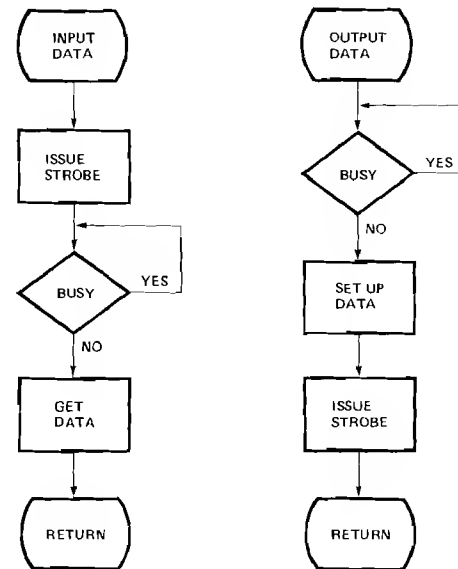 INPUT
DATA
ISSUE
STROBE
BUSY
YES
NO
GET
DATA
RETURN
OUTPUT
DATA
BUSY
YES
NO
SET UP
DATA
ISSUE
STROBE
RETURN